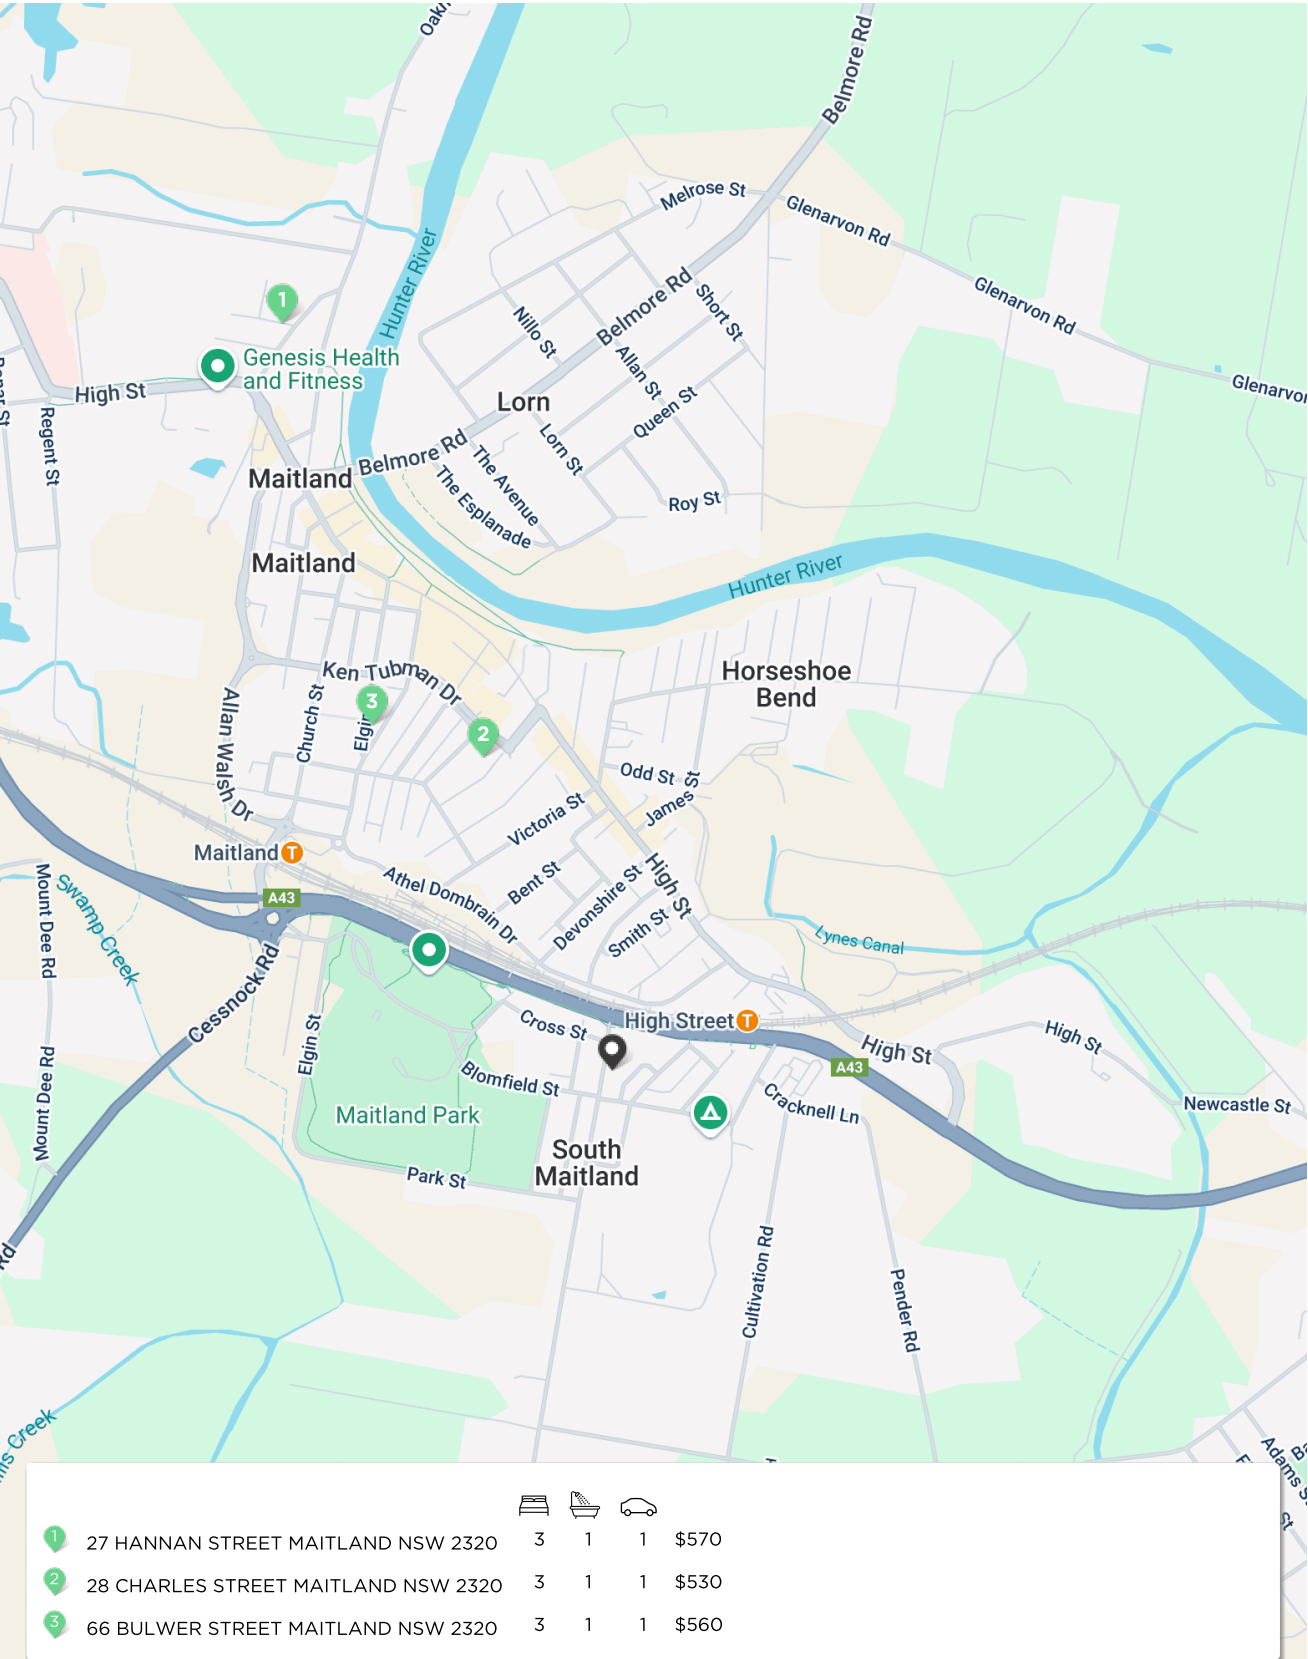 Belmore Rd
Melrose St
Glenarvon Rd
Hunter River
Glenarvon Rd
1
Nillo St
Belmore Rd
Short St
Genesis Health
and Fitness
High St
Allan St
Lorn
Queen St
Regent St
Belmore Rd
Lorn St
The Avenue
Maitland
The Esplanade
Roy St
Maitland
Hunter River
Ken Tubman Dr
Horseshoe
Bend
3
Church St
Allan Walsh Dr
2
Odd St
James St
Victoria St
Maitland
T
Athel Dombrain Dr
Bent St
High St
Devonshire St
Smith St
A43
Mount Dee Rd
Swamp Creek
Lynes Canal
Cessnock Rd
High Street
T
Cross St
Elgin St
High St
High St
A43
Mount Dee Rd
Blomfield St
Cracknell Ln
Newcastle St
Maitland Park
South
Maitland
Park St
Rd
Cultivation Rd
Pender Rd
Creek
Adams S
1 27 HANNAN STREET MAITLAND NSW 2320 3 1 1 $570
2 28 CHARLES STREET MAITLAND NSW 2320 3 1 1 $530
3 66 BULWER STREET MAITLAND NSW 2320 3 1 1 $560